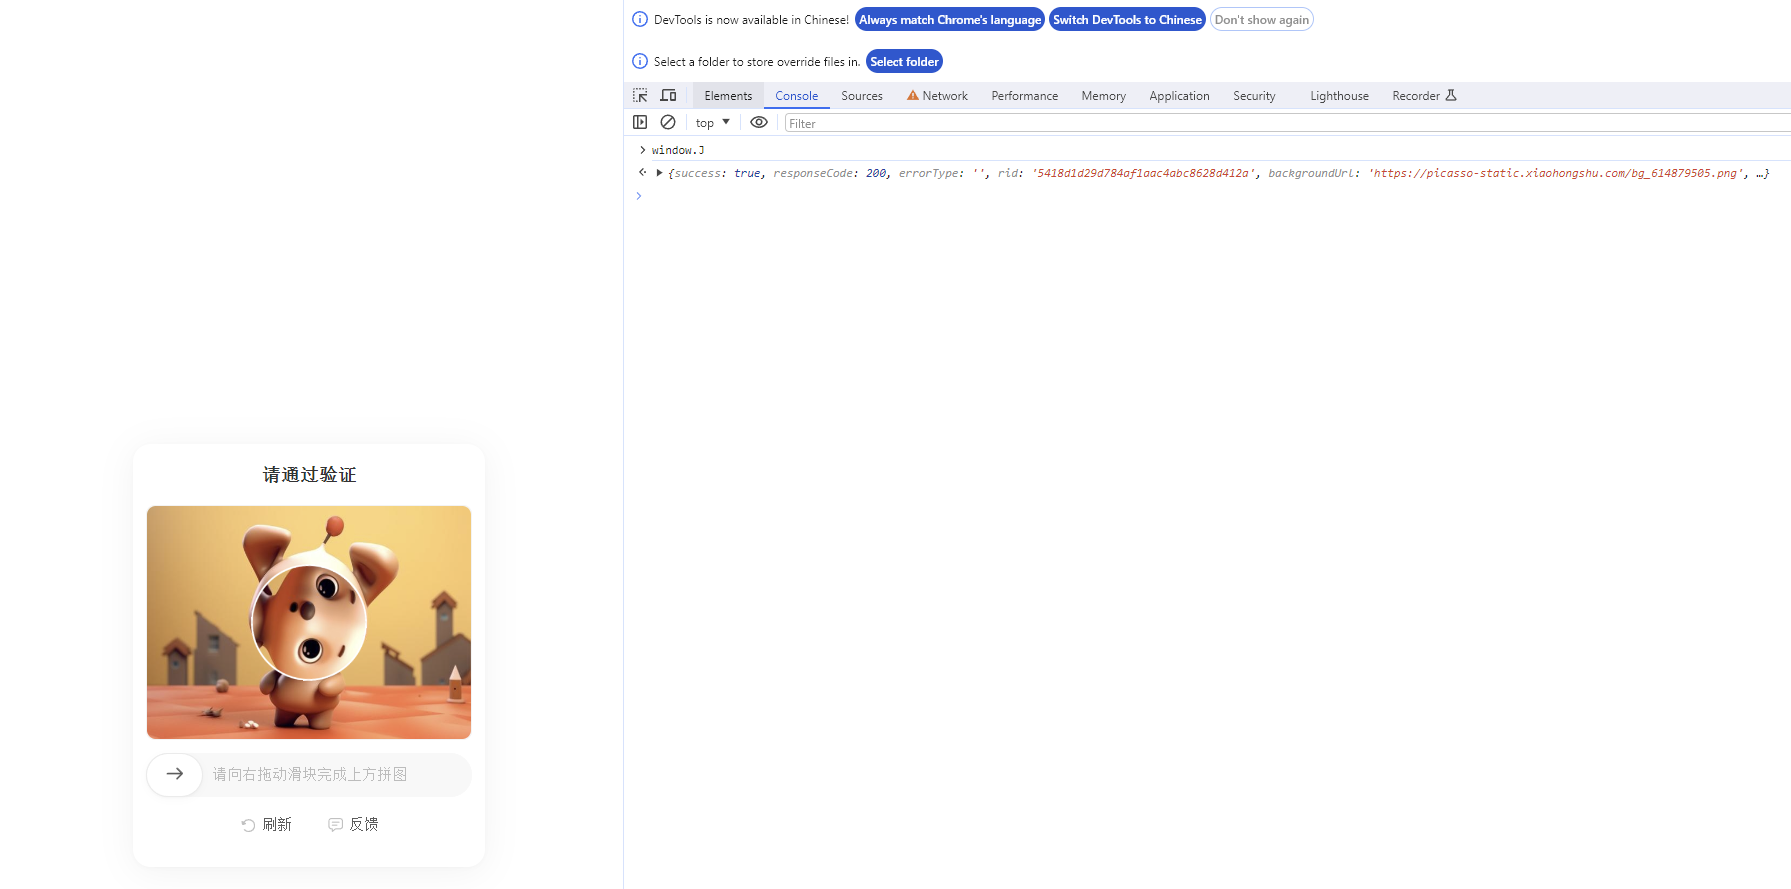 DevTools is now available in Chinese! Always match Chrome's language Switch DevTools to Chinese Don't show again
Select a folder to store override files in. Select folder
Elements Console Sources Network Performance Memory Application Security Lighthouse Recorder
top Filter
window.J
{success: true, responseCode: 200, errorType: '', rid: '5418d1d29d784af1aac4abc8628d412a', backgroundUrl: 'https://picasso-static.xiaohongshu.com/bg_614879505.png', …}
请通过验证
请向右拖动滑块完成上方拼图
刷新 反馈